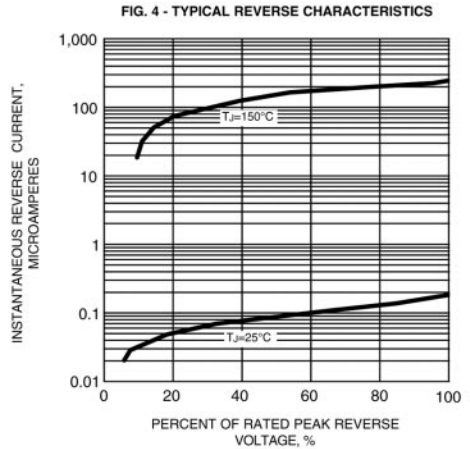 FIG. 4 - TYPICAL REVERSE CHARACTERISTICS
INSTANTANEOUS REVERSE CURRENT,
MICROAMPERES
1,000
100
10
1
0.1
0.01
TJ=150°C
TJ=25°C
0 20 40 60 80 100
PERCENT OF RATED PEAK REVERSE
VOLTAGE, %